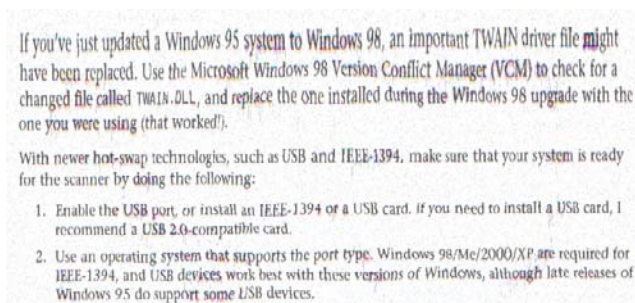 If you've just updated a Windows 95 system to Windows 98, an important TWAIN driver file might
have been replaced. Use the Microsoft Windows 98 Version Conflict Manager (VCM) to check for a
changed file called TWAIN.DLL, and replace the one installed during the Windows 98 upgrade with the
one you were using (that worked!).
With newer hot-swap technologies, such as USB and IEEE-1394, make sure that your system is ready
for the scanner by doing the following:
1. Enable the USB port, or install an IEEE-1394 or a USB card. If you need to install a USB card, I
recommend a USB 2.0-compatible card.
2. Use an operating system that supports the port type. Windows 98/Me/2000/XP are required for
IEEE-1394, and USB devices work best with these versions of Windows, although late releases of
Windows 95 do support some USB devices.